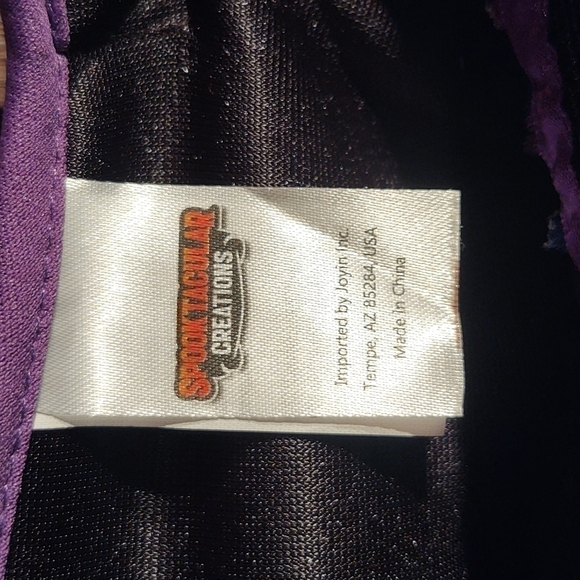 SPOOKTACULAR
CREATIONS
Imported by Joyin Inc.
Tempe, AZ 85284, USA
Made in China